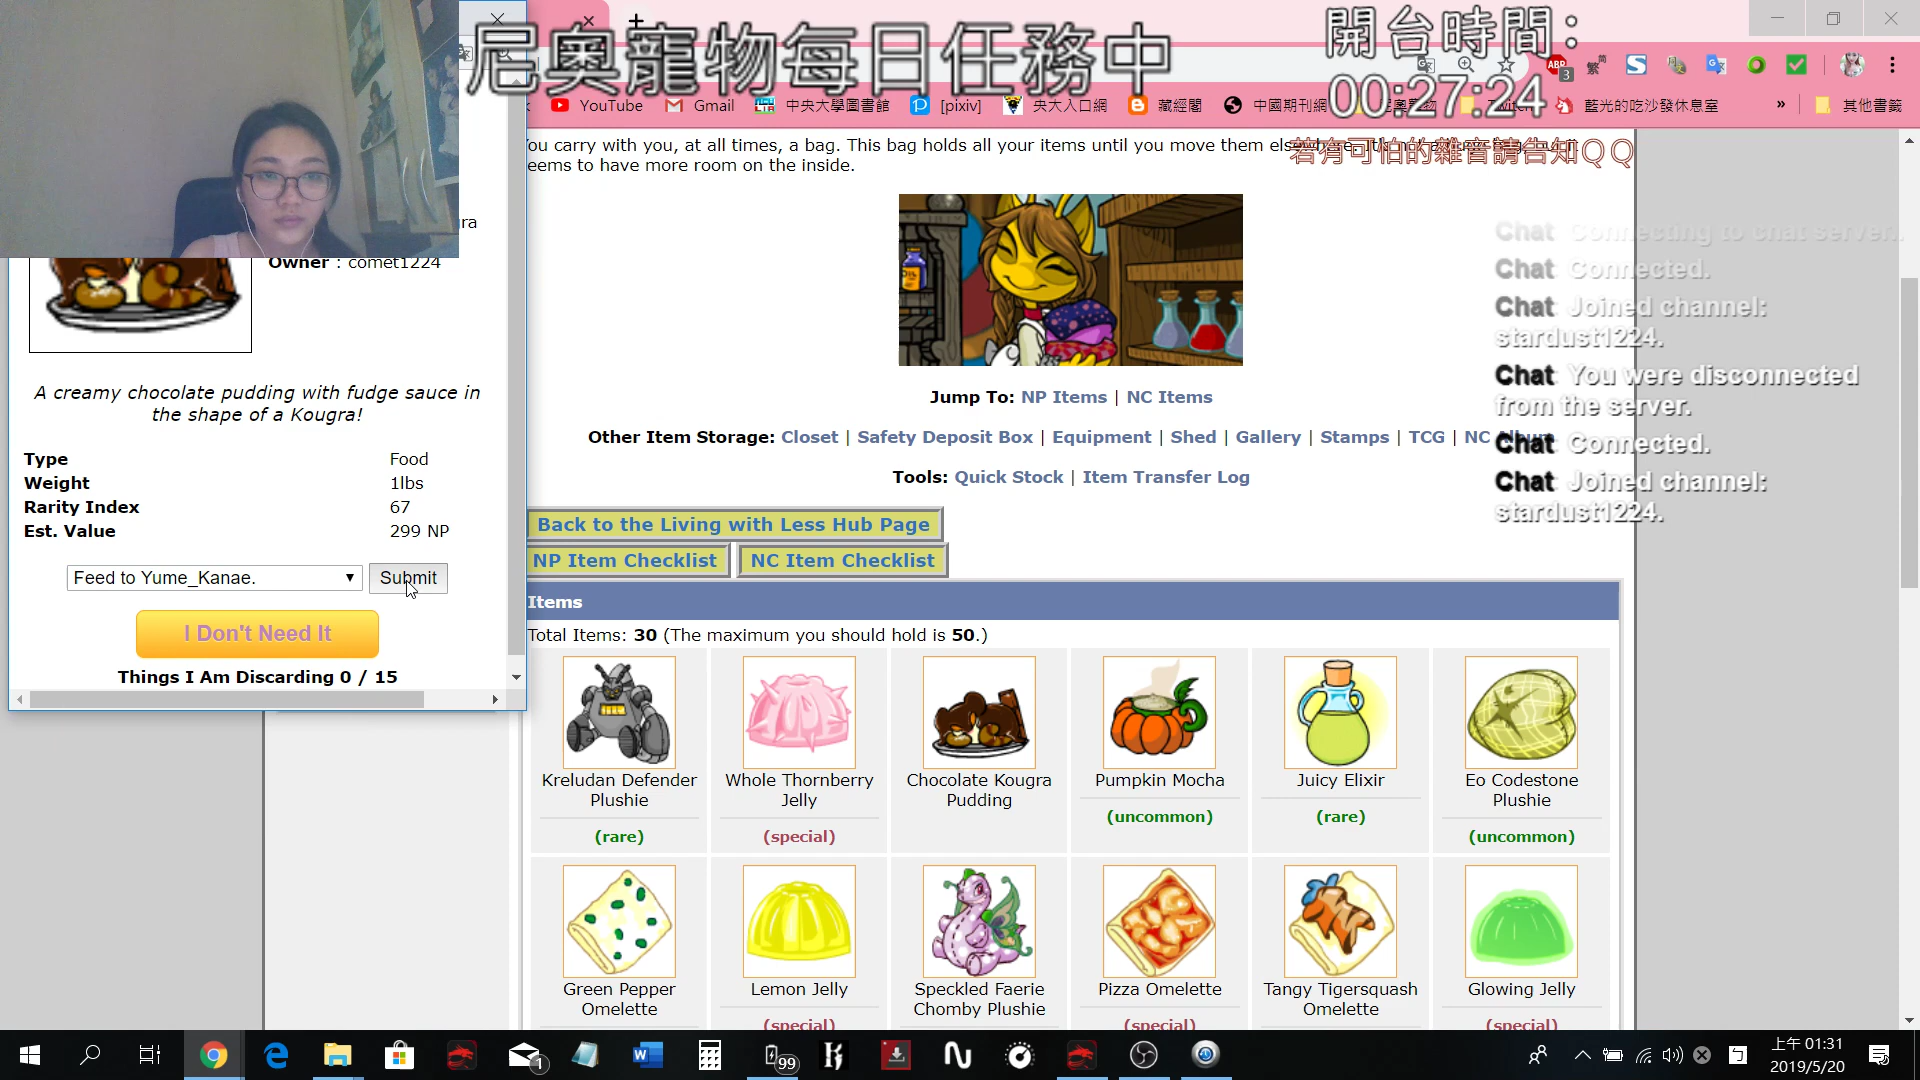 尼奧寵物每日任務中
開台時間：
00:27:24
若有可怕的雜音請告知ＱＱ
YouTube
Gmail
中央大學圖書館
[pixiv]
央大入口網
藏經閣
中國期刊網
Twitch
藍光的吃沙發休息室
»
其他書籤
You carry with you, at all times, a bag. This bag holds all your items until you move them
seems to have more room on the inside.
Owner : comet1224
A creamy chocolate pudding with fudge sauce in
the shape of a Kougra!
Type Food
Weight 1lbs
Rarity Index 67
Est. Value 299 NP
Feed to Yume_Kanae.
Submit
I Don't Need It
Things I Am Discarding 0 / 15
Jump To: NP Items | NC Items
Other Item Storage: Closet | Safety Deposit Box | Equipment | Shed | Gallery | Stamps | TCG | NC Album
Tools: Quick Stock | Item Transfer Log
Back to the Living with Less Hub Page
NP Item Checklist
NC Item Checklist
Items
Total Items: 30 (The maximum you should hold is 50.)
Kreludan Defender
Plushie
(rare)
Whole Thornberry
Jelly
(special)
Chocolate Kougra
Pudding
Pumpkin Mocha
(uncommon)
Juicy Elixir
(rare)
Eo Codestone
Plushie
(uncommon)
Green Pepper
Omelette
Lemon Jelly
(special)
Speckled Faerie
Chomby Plushie
Pizza Omelette
(special)
Tangy Tigersquash
Omelette
Glowing Jelly
(special)
Chat Connecting to chat server..
Chat Connected.
Chat Joined channel:
stardust1224.
Chat You were disconnected
from the server.
Chat Connected.
Chat Joined channel:
stardust1224.
上午 01:31
2019/5/20